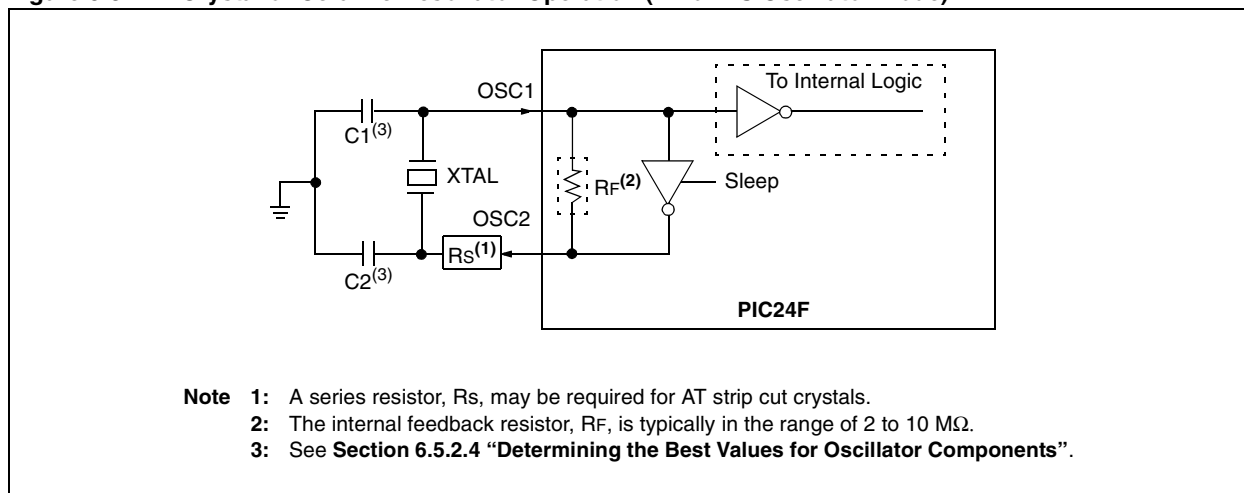 OSC1
To Internal Logic
C1(3)
XTAL
RF(2)
Sleep
OSC2
RS(1)
C2(3)
PIC24F
Note 1: A series resistor, Rs, may be required for AT strip cut crystals.
2: The internal feedback resistor, RF, is typically in the range of 2 to 10 MΩ.
3: See Section 6.5.2.4 “Determining the Best Values for Oscillator Components”.